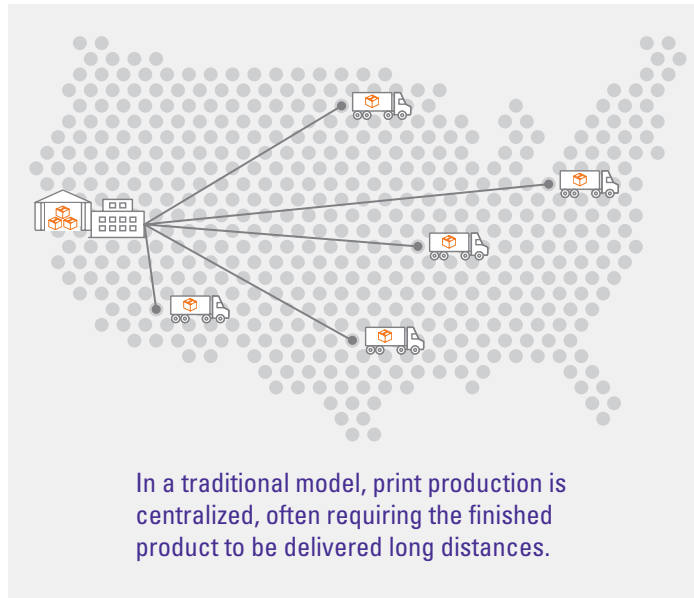 In a traditional model, print production is
centralized, often requiring the finished
product to be delivered long distances.